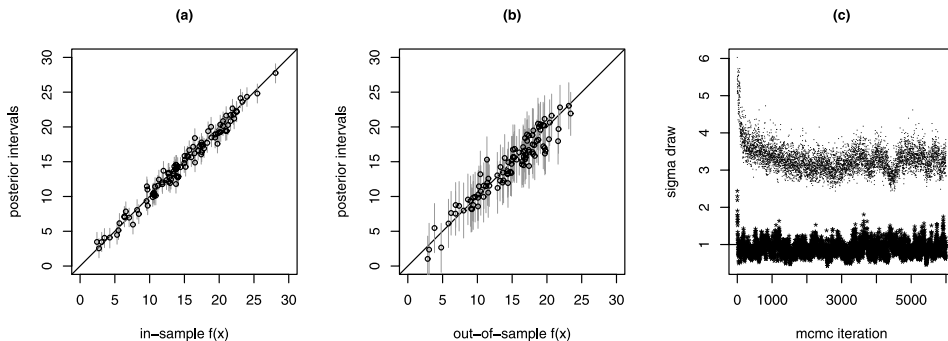 (a)
posterior intervals
30
25
20
15
10
5
0
0 5 10 15 20 25 30
in−sample f(x)
(b)
posterior intervals
30
25
20
15
10
5
0
0 5 10 15 20 25 30
out−of−sample f(x)
(c)
sigma draw
6
5
4
3
2
1
0 1000 3000 5000
mcmc iteration